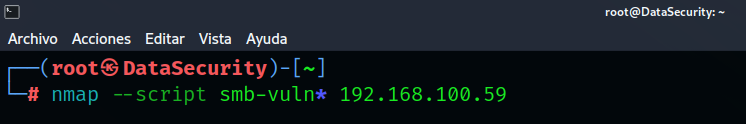 root@DataSecurity: ~
Archivo Acciones Editar Vista Ayuda
┌──(root㉿DataSecurity)-[~]
└─# nmap --script smb-vuln* 192.168.100.59